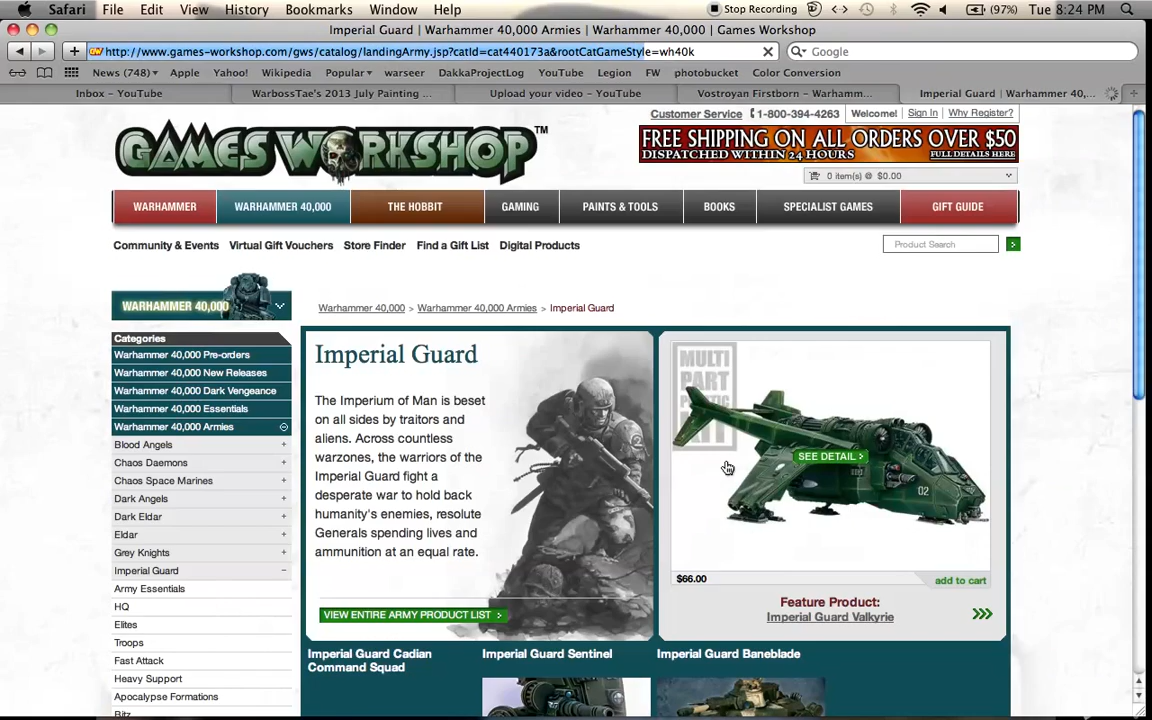 Safari File Edit View History Bookmarks Window Help Stop Recording (97%) Tue 8:24 PM
Imperial Guard | Warhammer 40,000 Armies | Warhammer 40,000 | Games Workshop
http://www.games-workshop.com/gws/catalog/landingArmy.jsp?catId=cat440173a&rootCatGameStyle=wh40k Google
News (748) Apple Yahoo! Wikipedia Popular warseer DakkaProjectLog YouTube Legion FW photobucket Color Conversion
Inbox - YouTube WarbossTae's 2013 July Painting ... Upload your video - YouTube Vostroyan Firstborn - Warhamm... Imperial Guard | Warhammer 40,...
Customer Service 1-800-394-4263 Welcome! Sign In Why Register?
GAMES WORKSHOP™
FREE SHIPPING ON ALL ORDERS OVER $50
DISPATCHED WITHIN 24 HOURS FULL DETAILS HERE
0 item(s) @ $0.00
WARHAMMER WARHAMMER 40,000 THE HOBBIT GAMING PAINTS & TOOLS BOOKS SPECIALIST GAMES GIFT GUIDE
Community & Events Virtual Gift Vouchers Store Finder Find a Gift List Digital Products Product Search
WARHAMMER 40,000
Warhammer 40,000 > Warhammer 40,000 Armies > Imperial Guard
Categories
Warhammer 40,000 Pre-orders
Warhammer 40,000 New Releases
Warhammer 40,000 Dark Vengeance
Warhammer 40,000 Essentials
Warhammer 40,000 Armies
Blood Angels +
Chaos Daemons +
Chaos Space Marines +
Dark Angels +
Dark Eldar +
Eldar +
Grey Knights +
Imperial Guard −
Army Essentials
HQ
Elites
Troops
Fast Attack
Heavy Support
Apocalypse Formations
Bitz
Imperial Guard
The Imperium of Man is beset
on all sides by traitors and
aliens. Across countless
warzones, the warriors of the
Imperial Guard fight a
desperate war to hold back
humanity's enemies, resolute
Generals spending lives and
ammunition at an equal rate.
VIEW ENTIRE ARMY PRODUCT LIST >
MULTI
PART
PLASTIC
KIT
SEE DETAIL >
02
$66.00 add to cart
Feature Product:
Imperial Guard Valkyrie
Imperial Guard Cadian
Command Squad
Imperial Guard Sentinel
Imperial Guard Baneblade